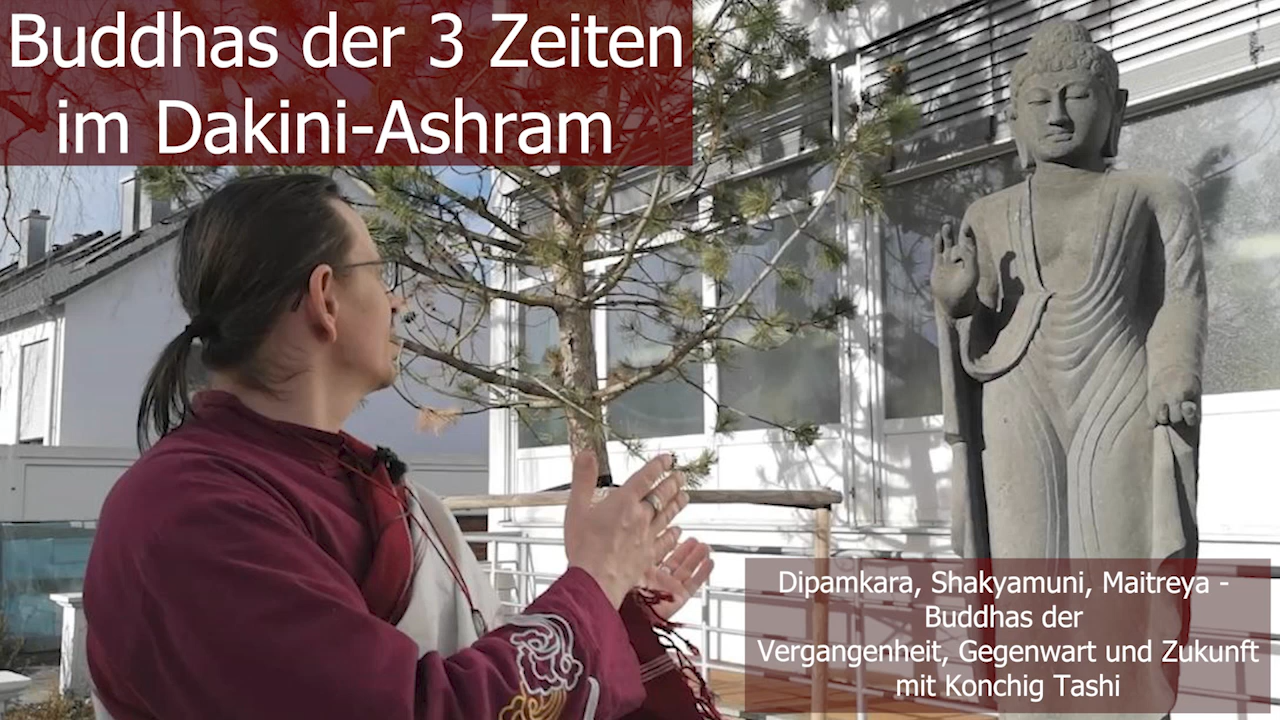 Buddhas der 3 Zeiten
im Dakini-Ashram
Dipamkara, Shakyamuni, Maitreya -
Buddhas der
Vergangenheit, Gegenwart und Zukunft
mit Konchig Tashi